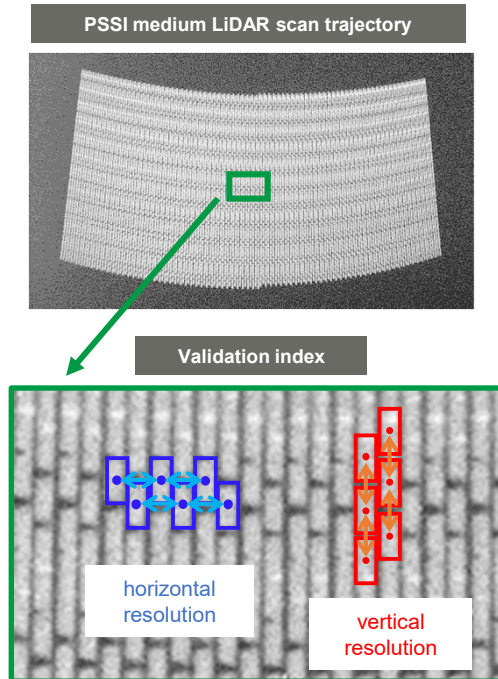 PSSI medium LiDAR scan trajectory
Validation index
horizontal
resolution
vertical
resolution